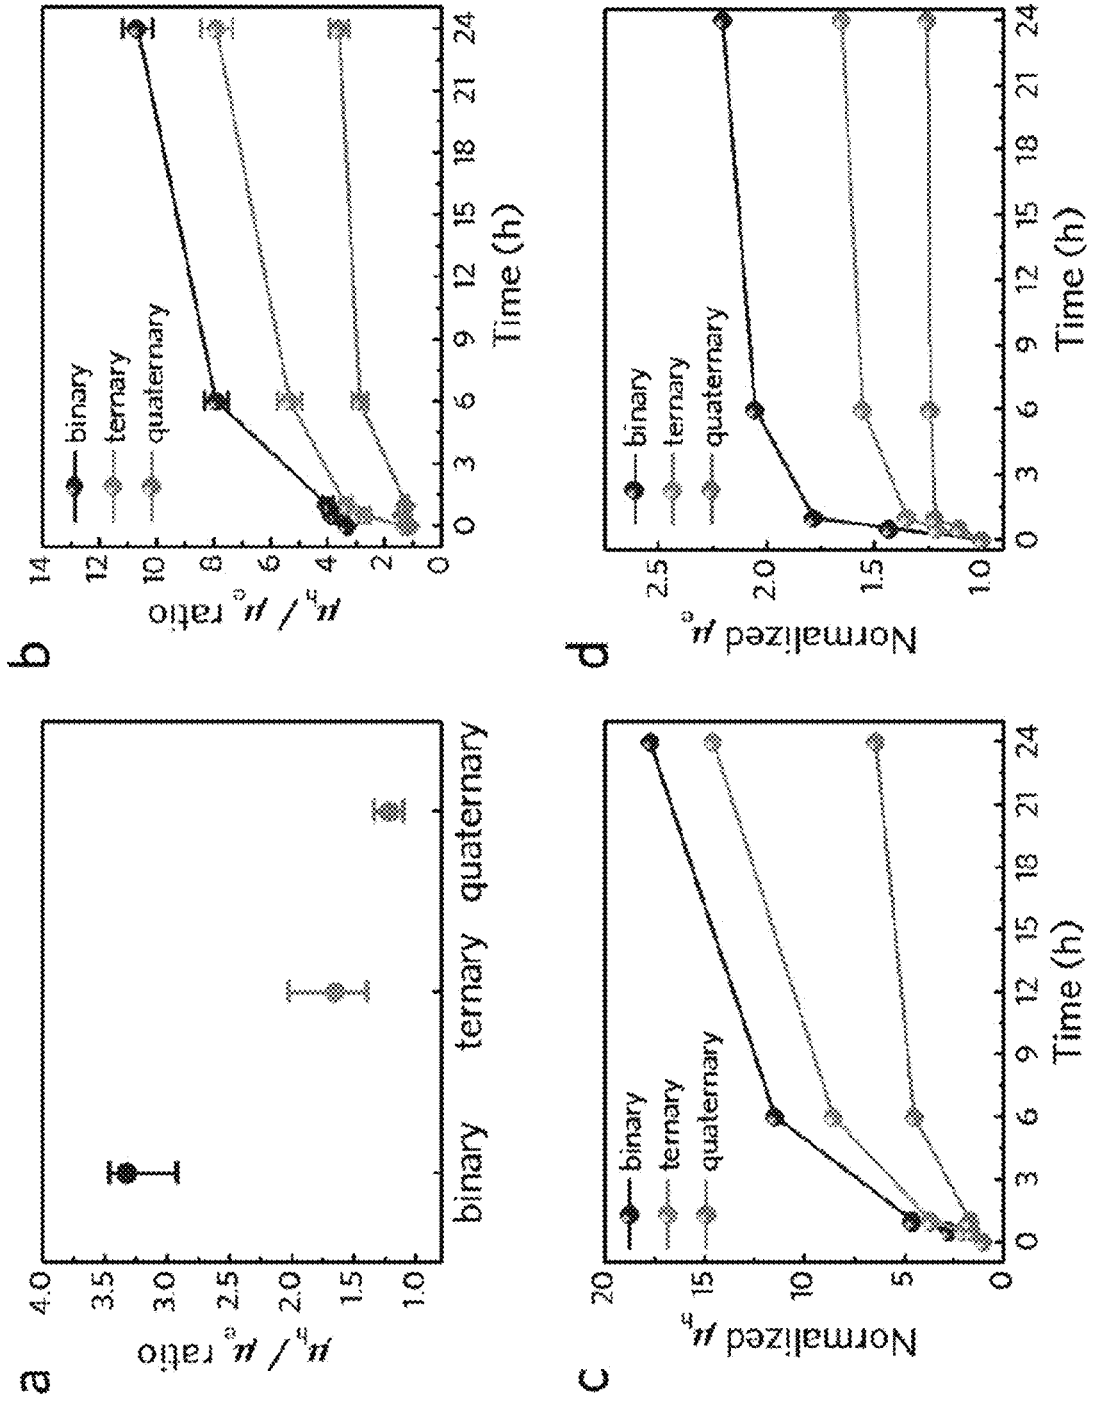 a
4.0
3.5
3.0
2.5
2.0
1.5
1.0
μh / μe ratio
binary ternary quaternary
b
14
12
10
8
6
4
2
0
μh / μe ratio
binary
ternary
quaternary
0 3 6 9 12 15 18 21 24
Time (h)
c
20
15
10
5
0
Normalized μh
binary
ternary
quaternary
0 3 6 9 12 15 18 21 24
Time (h)
d
2.5
2.0
1.5
1.0
Normalized μe
binary
ternary
quaternary
0 3 6 9 12 15 18 21 24
Time (h)